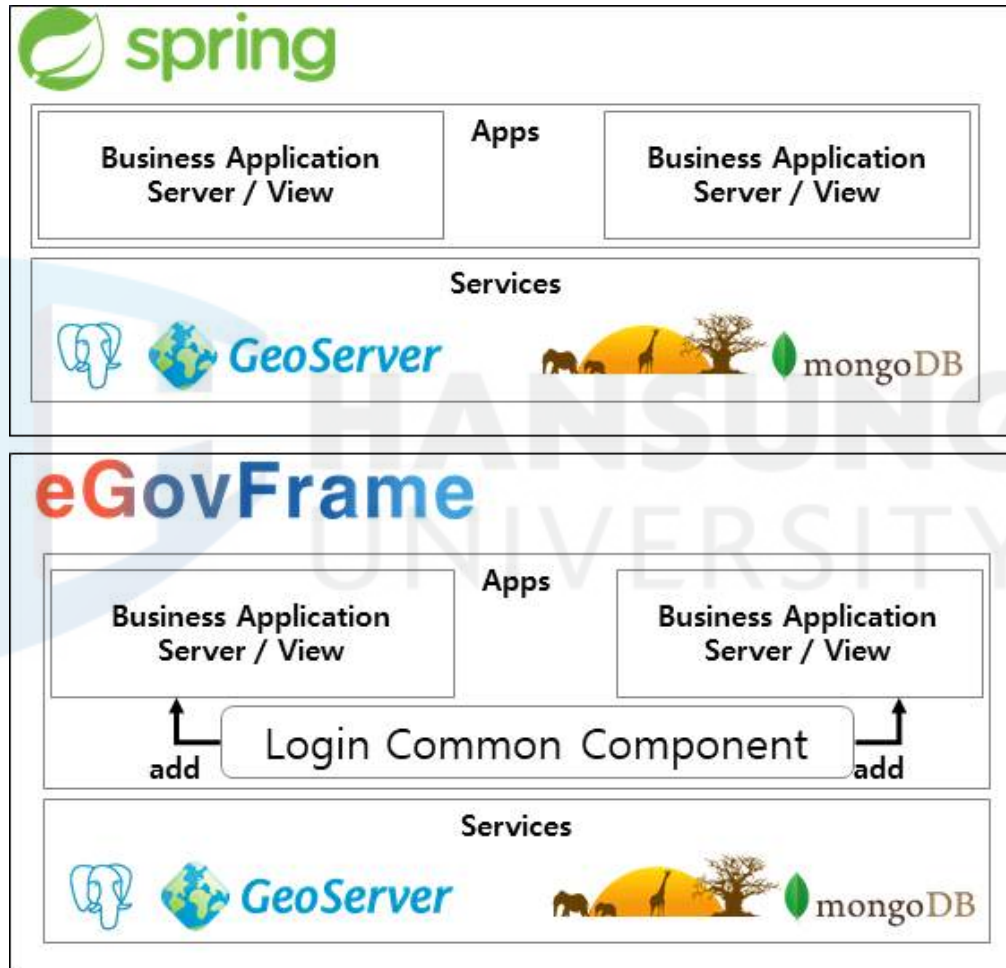 spring
Apps
Business Application
Server / View
Business Application
Server / View
Services
GeoServer
mongoDB
HANSUNG
UNIVERSITY
eGovFrame
Apps
Business Application
Server / View
Business Application
Server / View
Login Common Component
add
add
Services
GeoServer
mongoDB